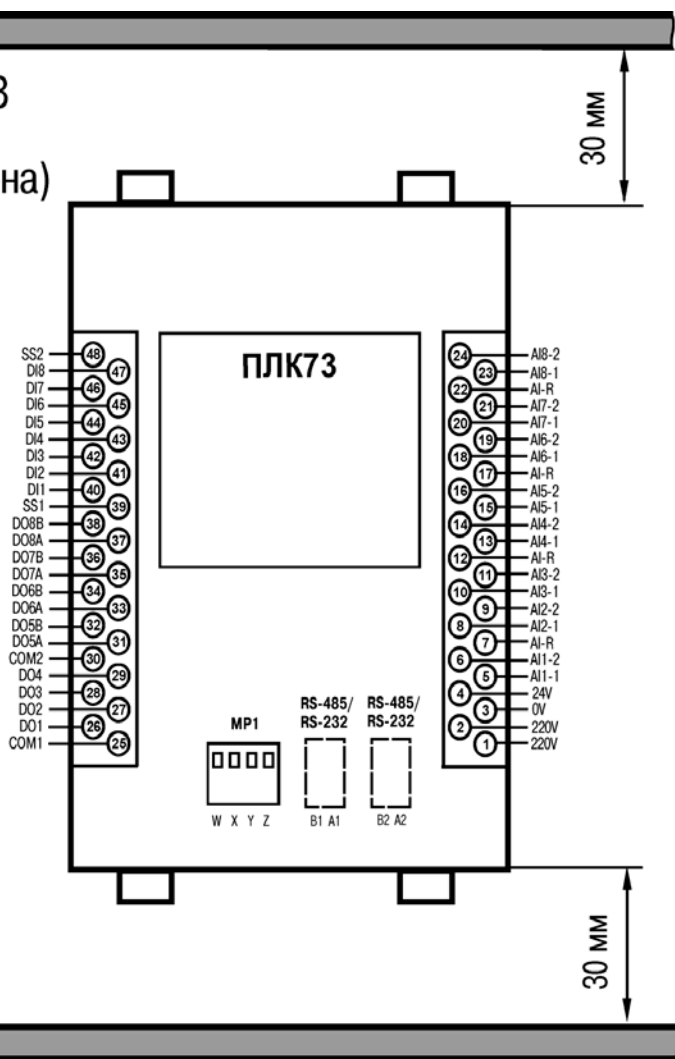 3
на)
30 мм
ПЛК73
SS2 48
DI8 47
DI7 46
DI6 45
DI5 44
DI4 43
DI3 42
DI2 41
DI1 40
SS1 39
DO8B 38
DO8A 37
DO7B 36
DO7A 35
DO6B 34
DO6A 33
DO5B 32
DO5A 31
COM2 30
DO4 29
DO3 28
DO2 27
DO1 26
COM1 25
24 AI8-2
23 AI8-1
22 AI-R
21 AI7-2
20 AI7-1
19 AI6-2
18 AI6-1
17 AI-R
16 AI5-2
15 AI5-1
14 AI4-2
13 AI4-1
12 AI-R
11 AI3-2
10 AI3-1
9 AI2-2
8 AI2-1
7 AI-R
6 AI1-2
5 AI1-1
4 24V
3 0V
2 220V
1 220V
MP1
W X Y Z
RS-485/
RS-232
B1 A1
RS-485/
RS-232
B2 A2
30 мм